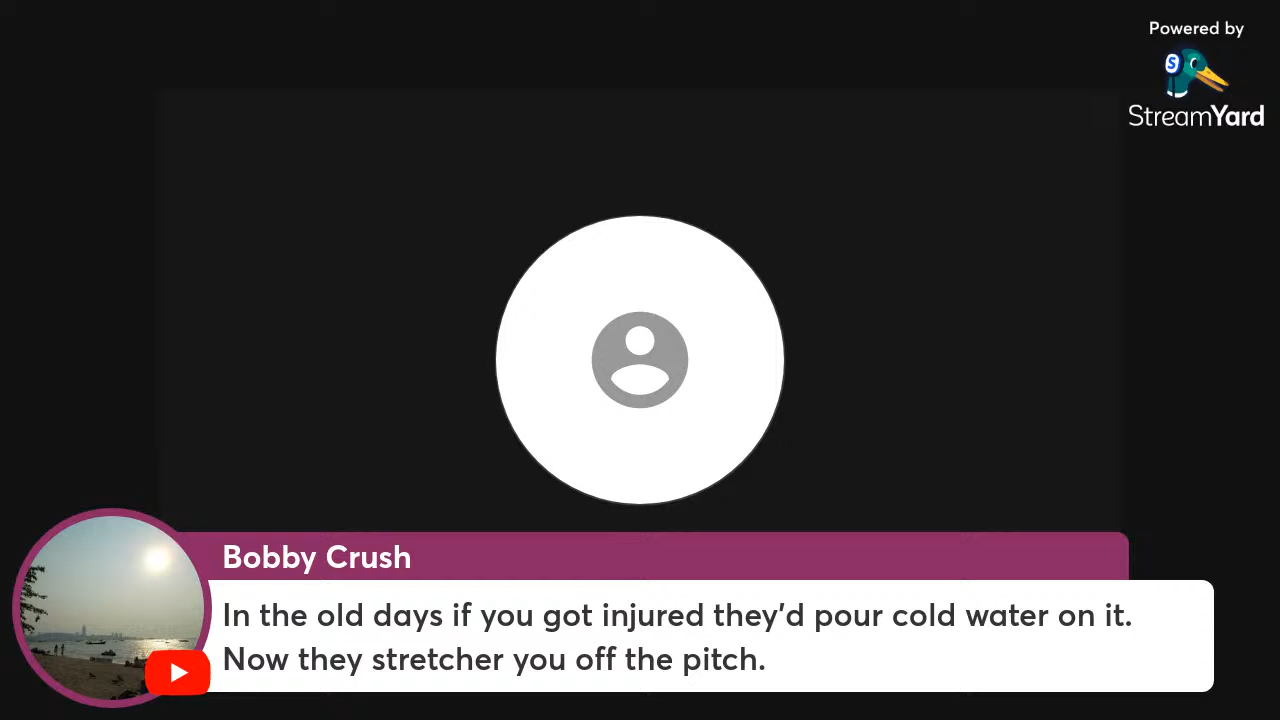 Powered by
S
StreamYard
Bobby Crush
In the old days if you got injured they'd pour cold water on it.
Now they stretcher you off the pitch.